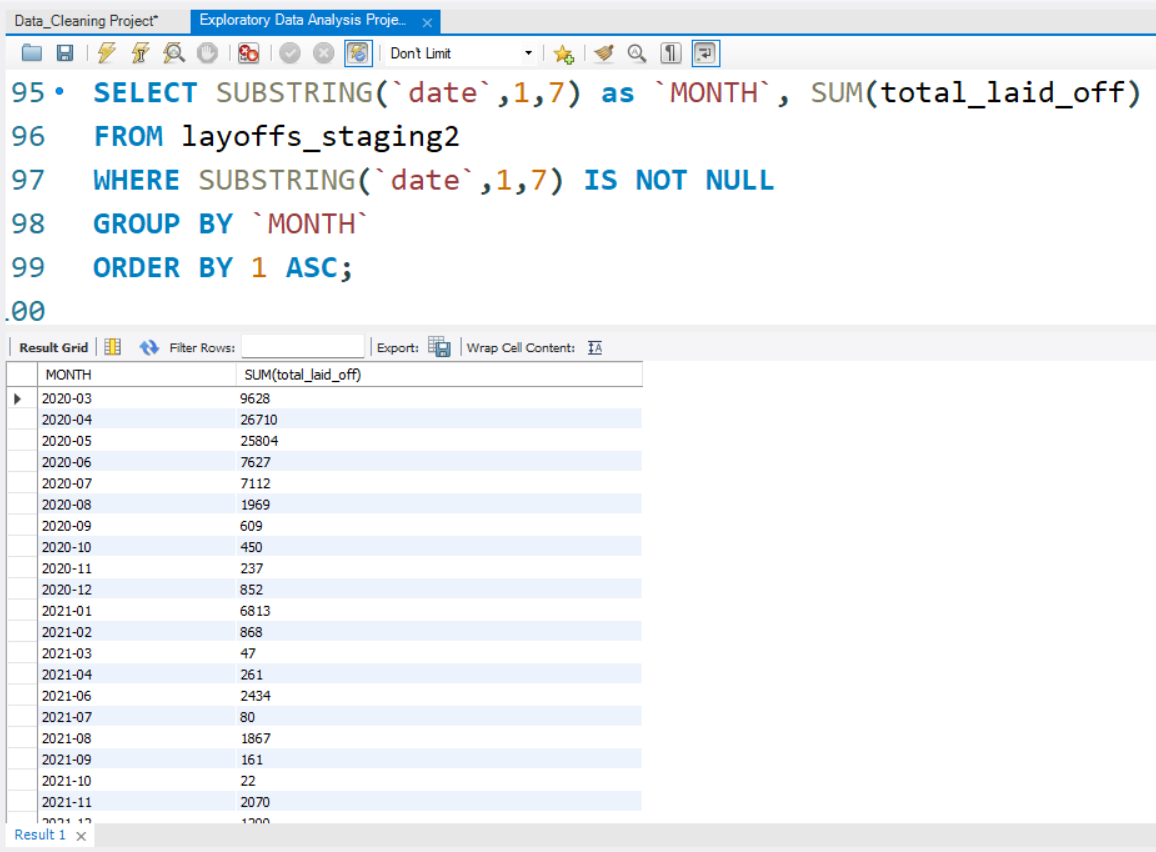 Data_Cleaning Project*    Exploratory Data Analysis Proje...
Don't Limit
95 SELECT SUBSTRING(`date`,1,7) as `MONTH`, SUM(total_laid_off)
96 FROM layoffs_staging2
97 WHERE SUBSTRING(`date`,1,7) IS NOT NULL
98 GROUP BY `MONTH`
99 ORDER BY 1 ASC;
.00
Result Grid    Filter Rows:    Export:    Wrap Cell Content:
MONTH    SUM(total_laid_off)
2020-03    9628
2020-04    26710
2020-05    25804
2020-06    7627
2020-07    7112
2020-08    1969
2020-09    609
2020-10    450
2020-11    237
2020-12    852
2021-01    6813
2021-02    868
2021-03    47
2021-04    261
2021-06    2434
2021-07    80
2021-08    1867
2021-09    161
2021-10    22
2021-11    2070
2021-12
Result 1